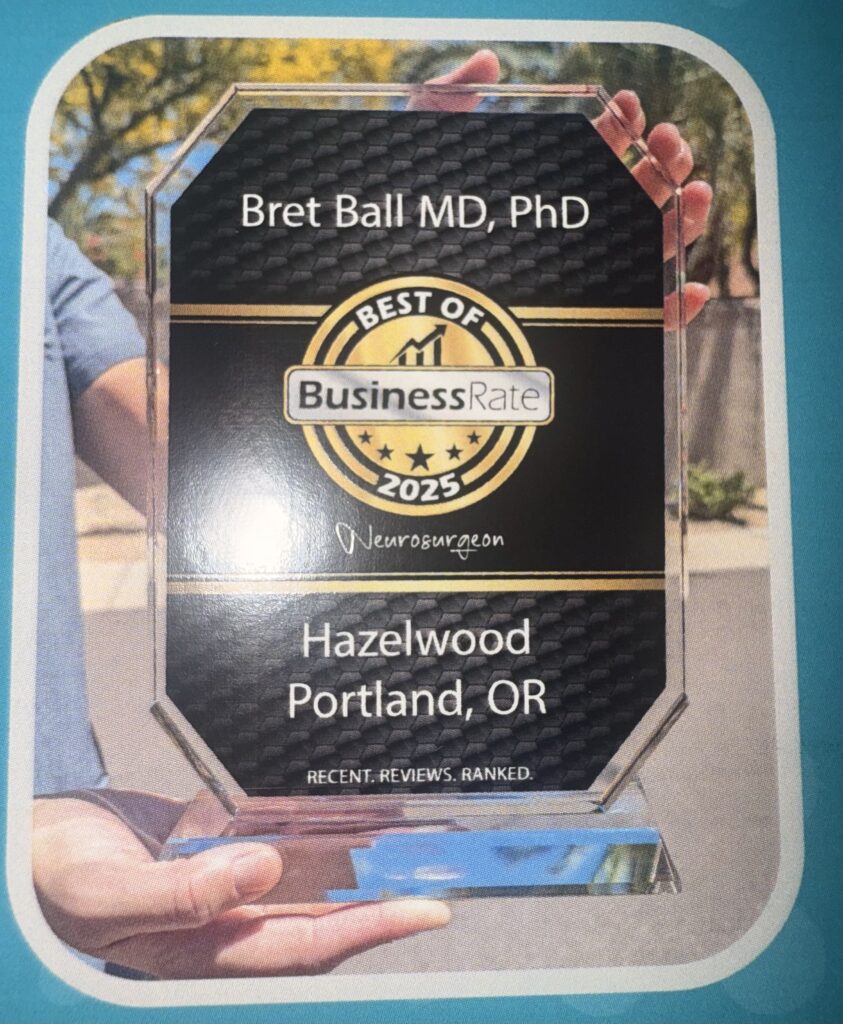 Bret Ball MD, PhD
BEST OF
BusinessRate
2025
Neurosurgeon
Hazelwood
Portland, OR
RECENT. REVIEWS. RANKED.